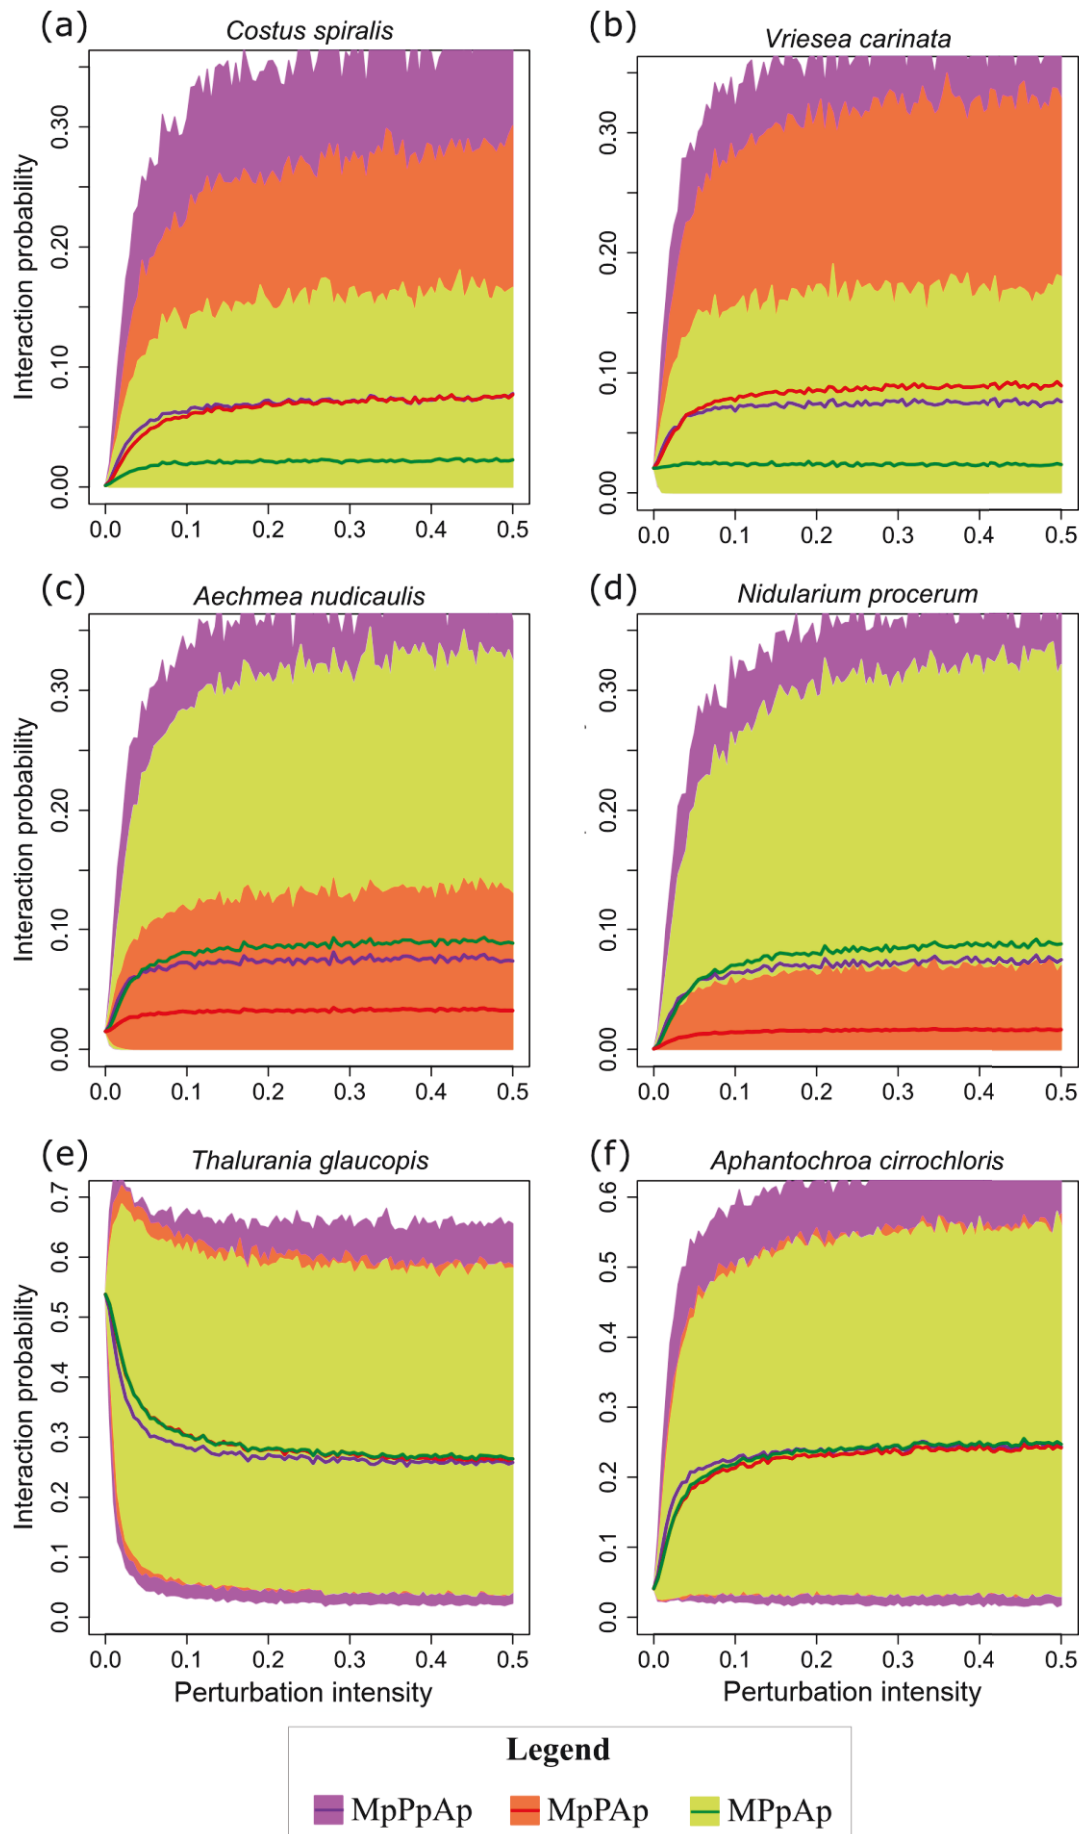 (a) Costus spiralis
(b) Vriesea carinata
Interaction probability
0.00 0.10 0.20 0.30
0.00 0.10 0.20 0.30
0.0 0.1 0.2 0.3 0.4 0.5
0.0 0.1 0.2 0.3 0.4 0.5
(c) Aechmea nudicaulis
(d) Nidularium procerum
Interaction probability
0.00 0.10 0.20 0.30
0.00 0.10 0.20 0.30
0.0 0.1 0.2 0.3 0.4 0.5
0.0 0.1 0.2 0.3 0.4 0.5
(e) Thalurania glaucopis
(f) Aphantochroa cirrochloris
Interaction probability
0.0 0.1 0.2 0.3 0.4 0.5 0.6 0.7
0.0 0.1 0.2 0.3 0.4 0.5 0.6
0.0 0.1 0.2 0.3 0.4 0.5
0.0 0.1 0.2 0.3 0.4 0.5
Perturbation intensity
Perturbation intensity
Legend
MpPpAp MpPAp MPpAp